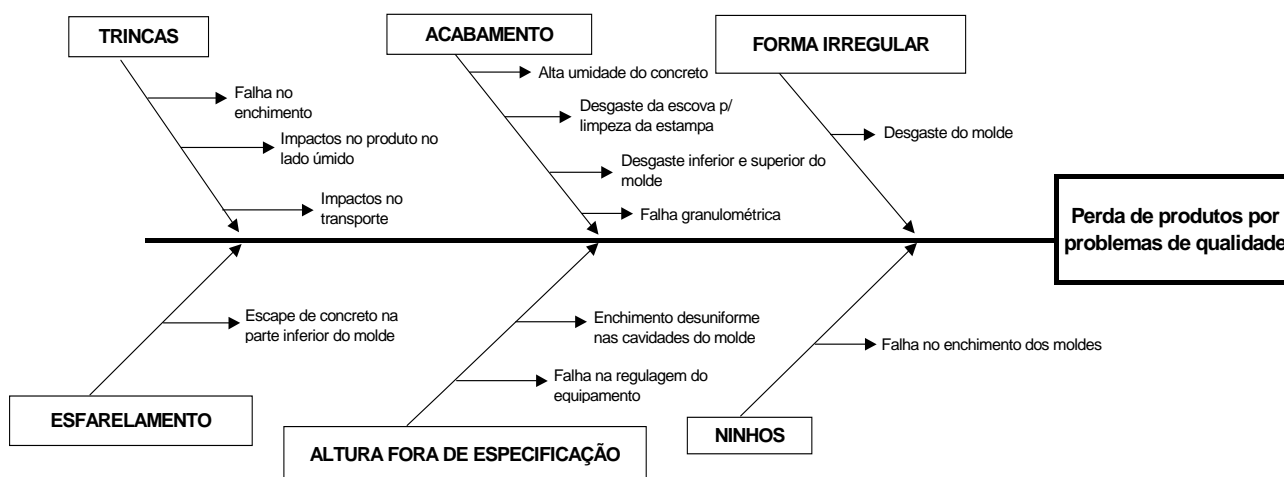 TRINCAS
Falha no
enchimento
Impactos no produto no
lado úmido
Impactos no
transporte
ACABAMENTO
Alta umidade do concreto
Desgaste da escova p/
limpeza da estampa
Desgaste inferior e superior do
molde
Falha granulométrica
FORMA IRREGULAR
Desgaste do molde
Perda de produtos por
problemas de qualidade
Escape de concreto na
parte inferior do molde
ESFARELAMENTO
Enchimento desuniforme
nas cavidades do molde
Falha na regulagem do
equipamento
ALTURA FORA DE ESPECIFICAÇÃO
Falha no enchimento dos moldes
NINHOS